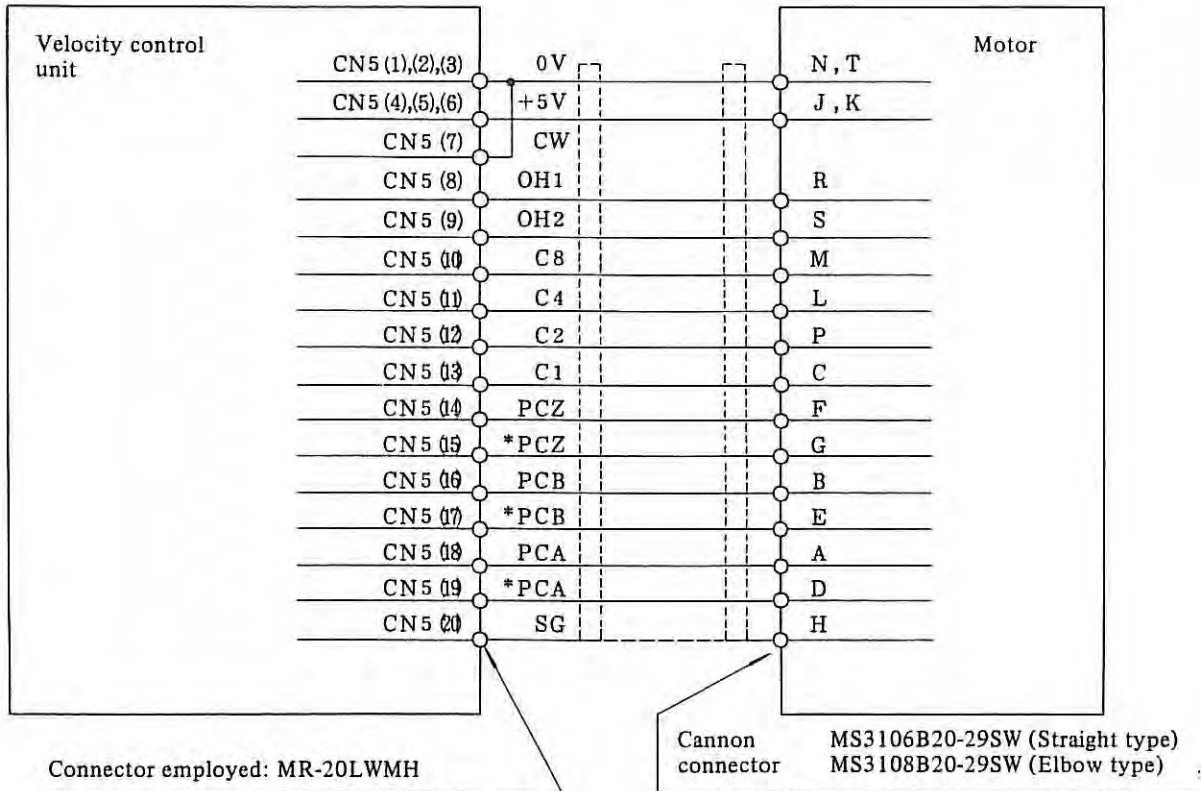 Velocity control
unit
Motor
CN5(1),(2),(3) 0V N,T
CN5(4),(5),(6) +5V J,K
CN5(7) CW
CN5(8) OH1 R
CN5(9) OH2 S
CN5(10) C8 M
CN5(11) C4 L
CN5(12) C2 P
CN5(13) C1 C
CN5(14) PCZ F
CN5(15) *PCZ G
CN5(16) PCB B
CN5(17) *PCB E
CN5(18) PCA A
CN5(19) *PCA D
CN5(20) SG H
Connector employed: MR-20LWMH
Cannon MS3106B20-29SW (Straight type)
connector MS3108B20-29SW (Elbow type)